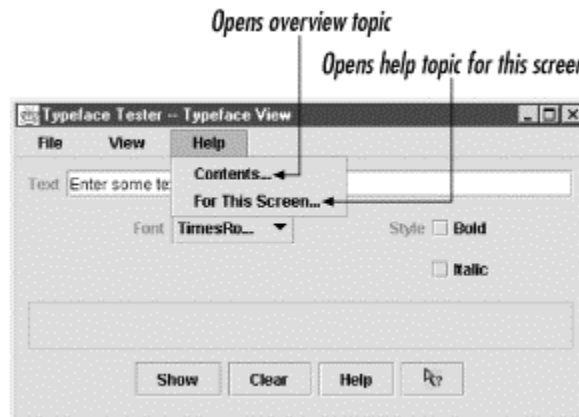 Opens overview topic
Opens help topic for this screen
Typeface Tester -- Typeface View
File View Help
Contents...
For This Screen...
Text Enter some te
Font TimesRo... Style Bold
Italic
Show Clear Help ?